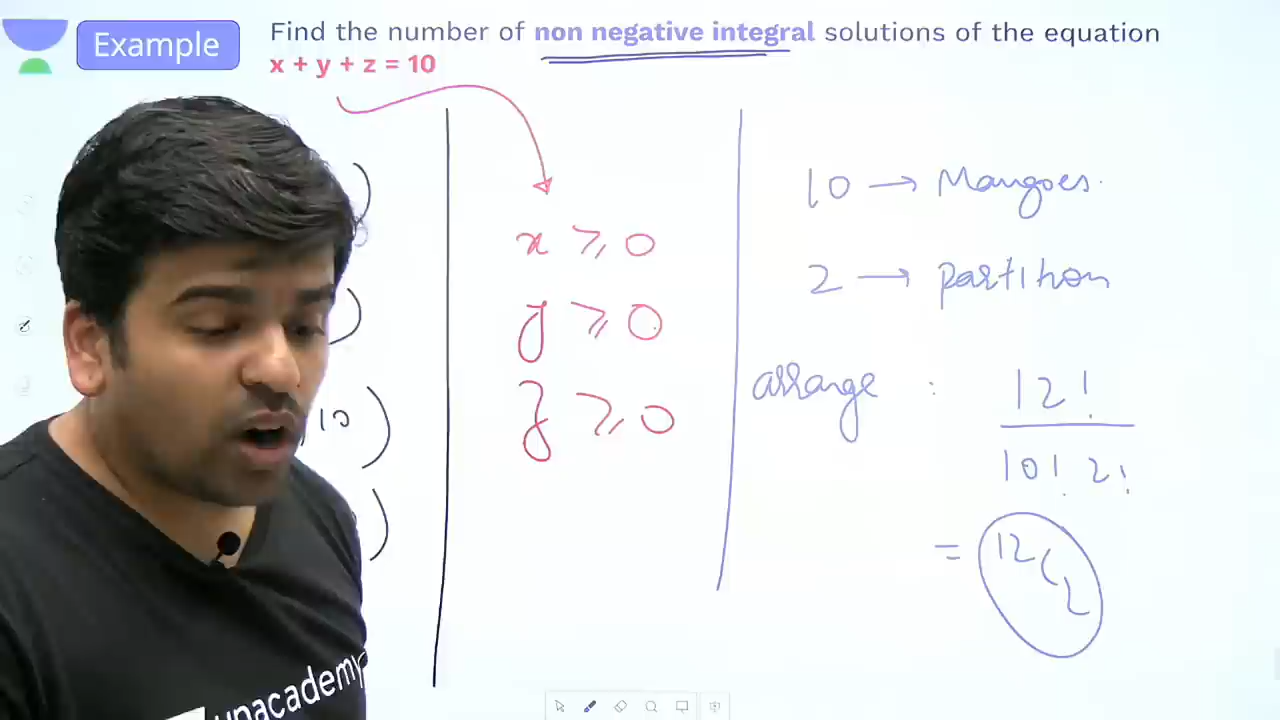 Example
Find the number of non negative integral solutions of the equation
x + y + z = 10
10 → Mangoes.
2 → partition
x ≥ 0
y ≥ 0
z ≥ 0
arrange : 12!
10! 2!
= 12C2
10)
)
)
)
unacademy